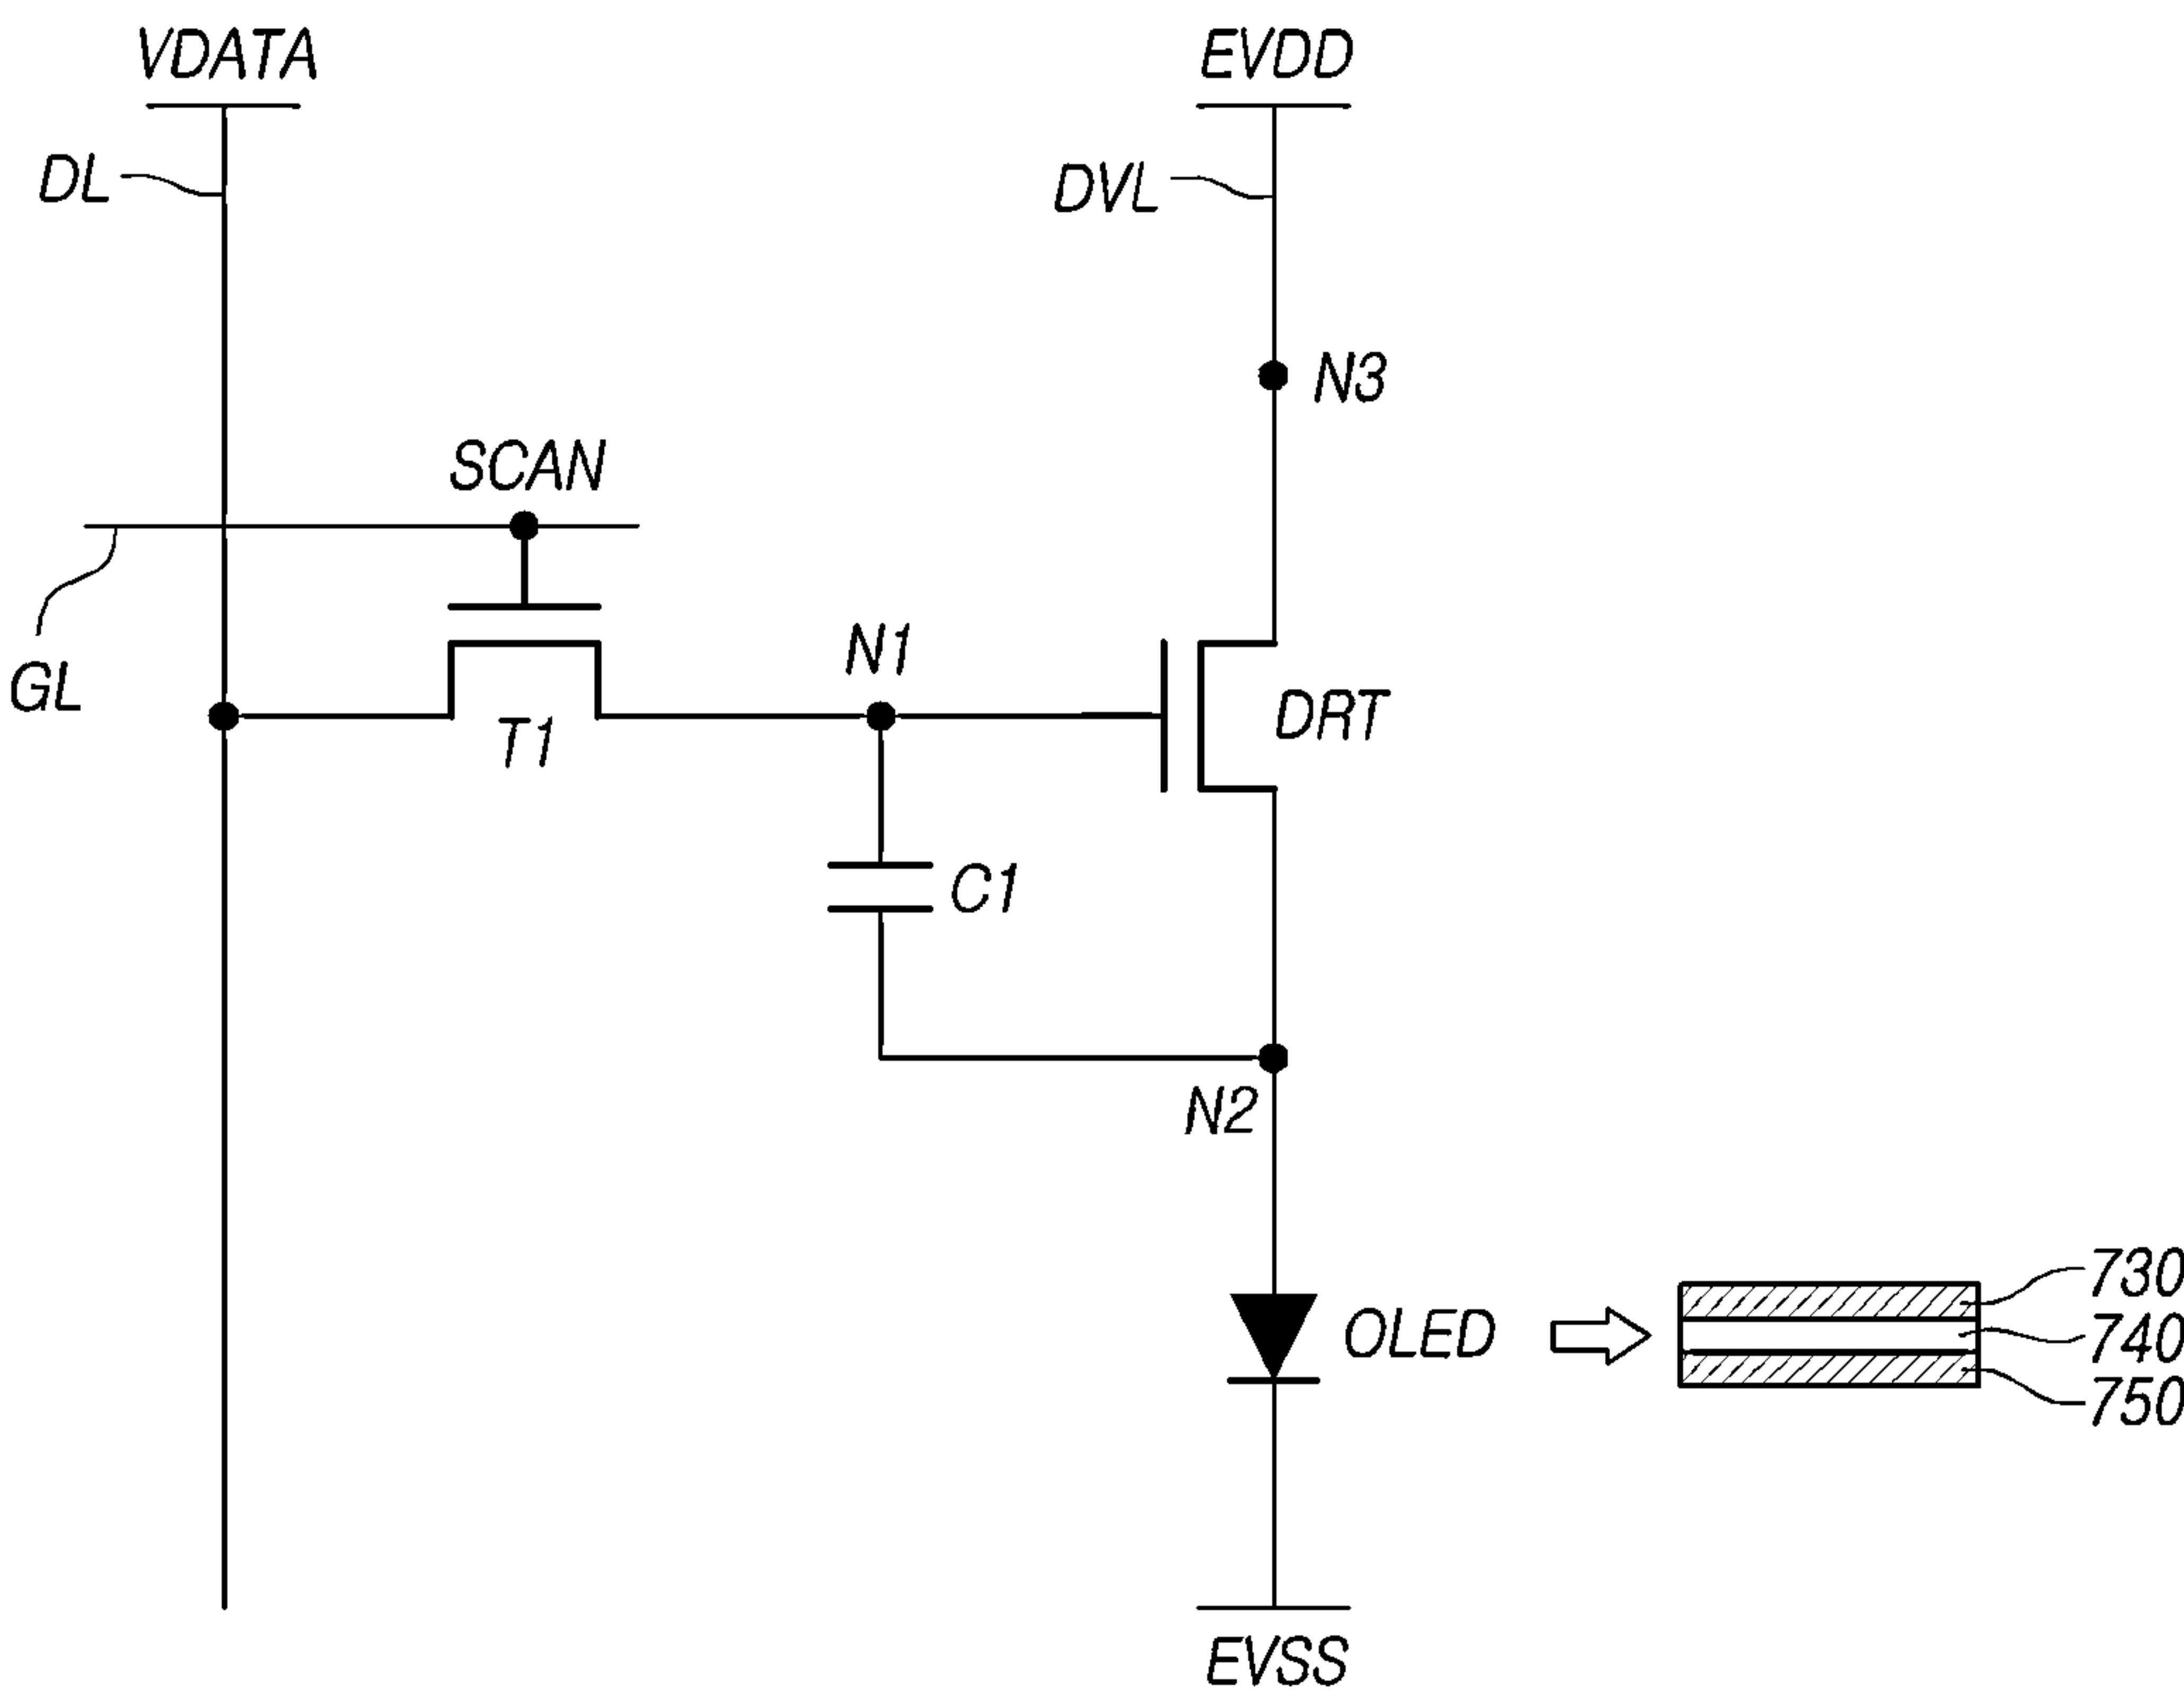 VDATA
EVDD
DL
DVL
N3
SCAN
GL
N1
T1
DRT
C1
N2
OLED
730
740
750
EVSS